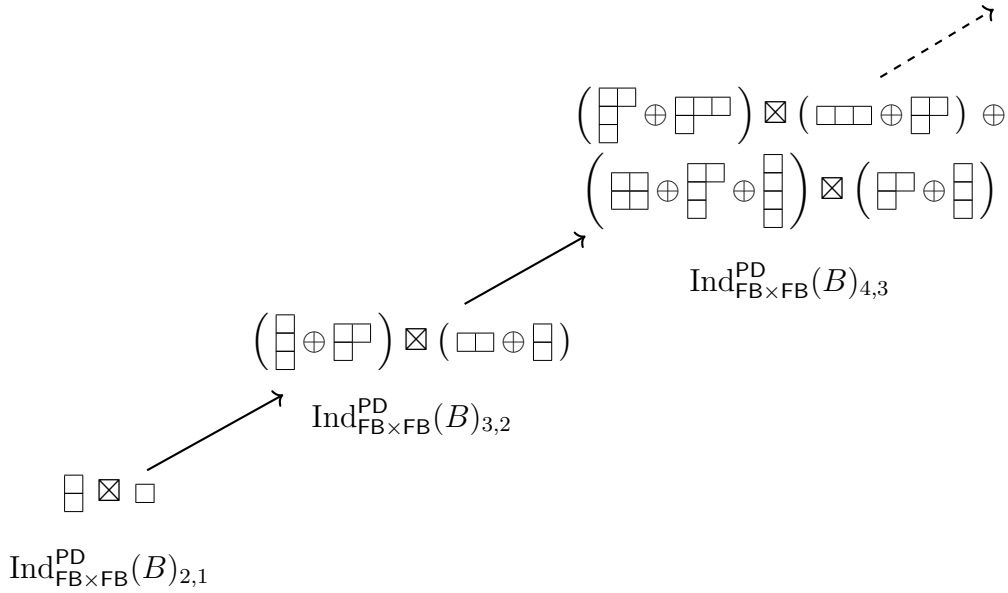 ( ⊕ ) ⊠ ( ⊕ ) ⊕
( ⊕ ⊕ ) ⊠ ( ⊕ )
Ind^{PD}_{FB×FB}(B)_{4,3}
( ⊕ ) ⊠ ( ⊕ )
Ind^{PD}_{FB×FB}(B)_{3,2}
⊠
Ind^{PD}_{FB×FB}(B)_{2,1}